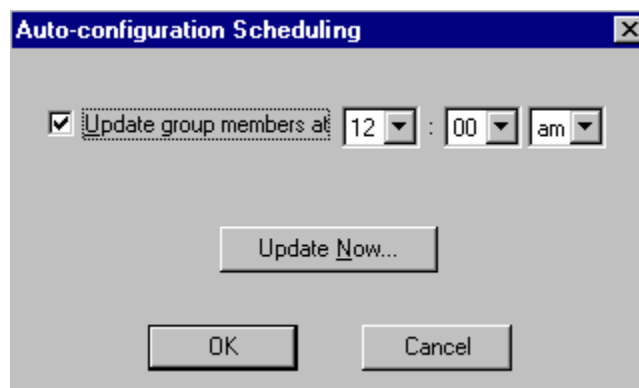 Auto-configuration Scheduling
Update group members at 12 : 00 am
Update Now...
OK Cancel